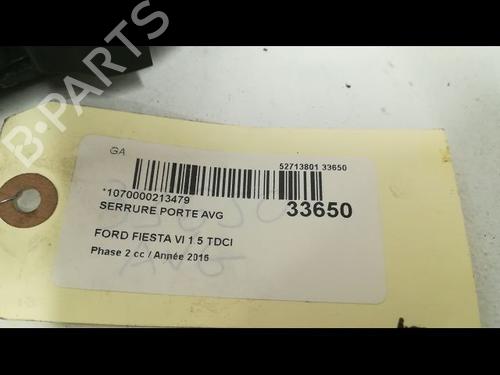 B-PARTS
GA
52713801 33650
*1070000213479
SERRURE PORTE AVG
33650
FORD FIESTA VI 1.5 TDCI
Phase 2 cc / Année 2016
AVG